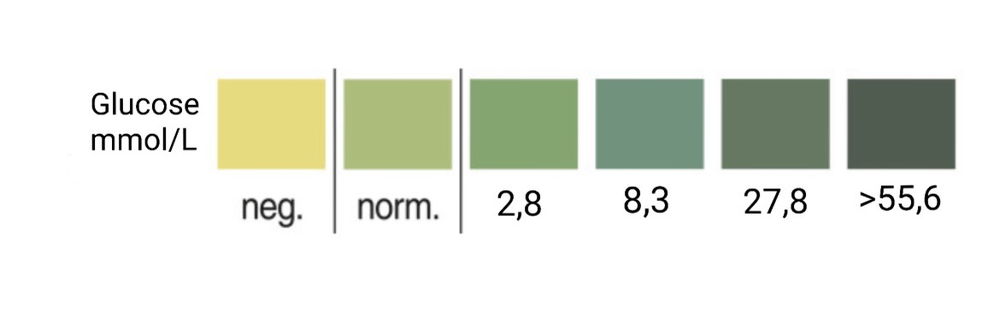 Glucose
mmol/L
neg.
norm.
2,8
8,3
27,8
>55,6